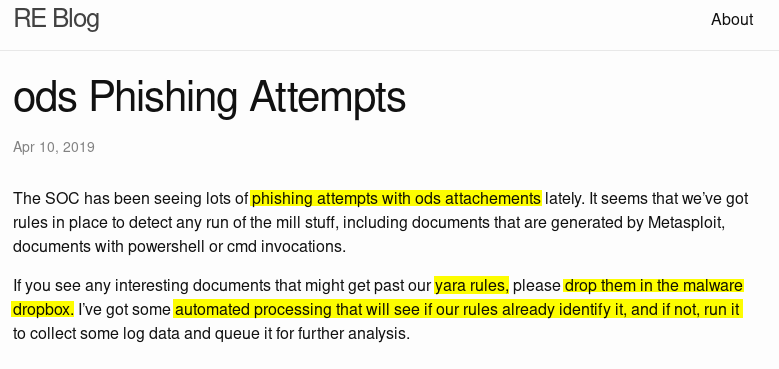 RE Blog
About
ods Phishing Attempts
Apr 10, 2019
The SOC has been seeing lots of phishing attempts with ods attachements lately. It seems that we've got
rules in place to detect any run of the mill stuff, including documents that are generated by Metasploit,
documents with powershell or cmd invocations.
If you see any interesting documents that might get past our yara rules, please drop them in the malware
dropbox. I've got some automated processing that will see if our rules already identify it, and if not, run it
to collect some log data and queue it for further analysis.